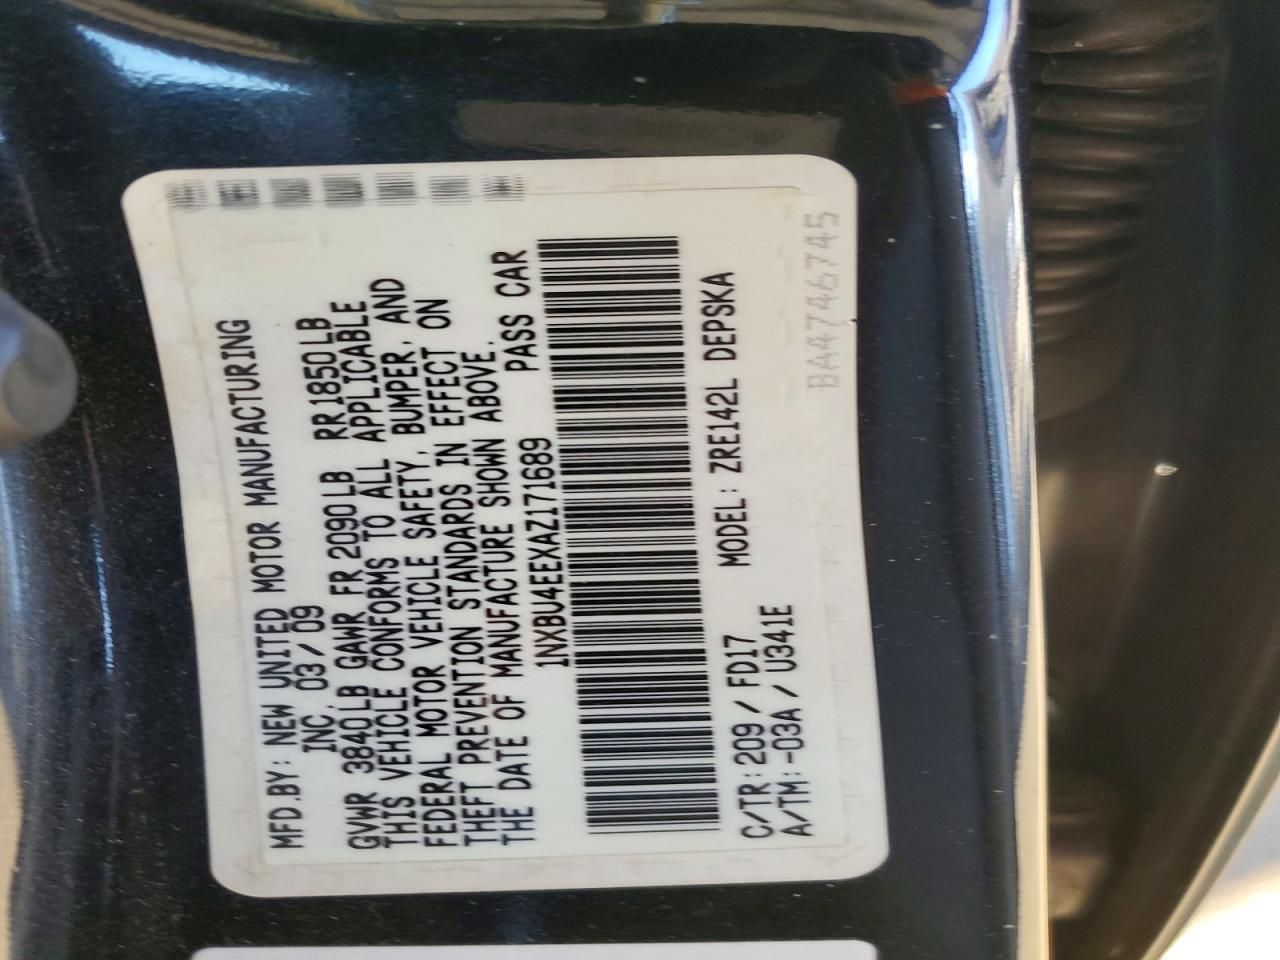 MFD.BY: NEW UNITED MOTOR MANUFACTURING
INC. 03/09
GVWR 3840LB GAWR FR 2090LB RR 1850LB
THIS VEHICLE CONFORMS TO ALL APPLICABLE
FEDERAL MOTOR VEHICLE SAFETY, BUMPER, AND
THEFT PREVENTION STANDARDS IN EFFECT ON
THE DATE OF MANUFACTURE SHOWN ABOVE.
1NXBU4EEXAZ171689 PASS CAR
MODEL: ZRE142L DEPSKA
C/TR: 209 / FD17
A/TM: -03A / U341E
BA4746745